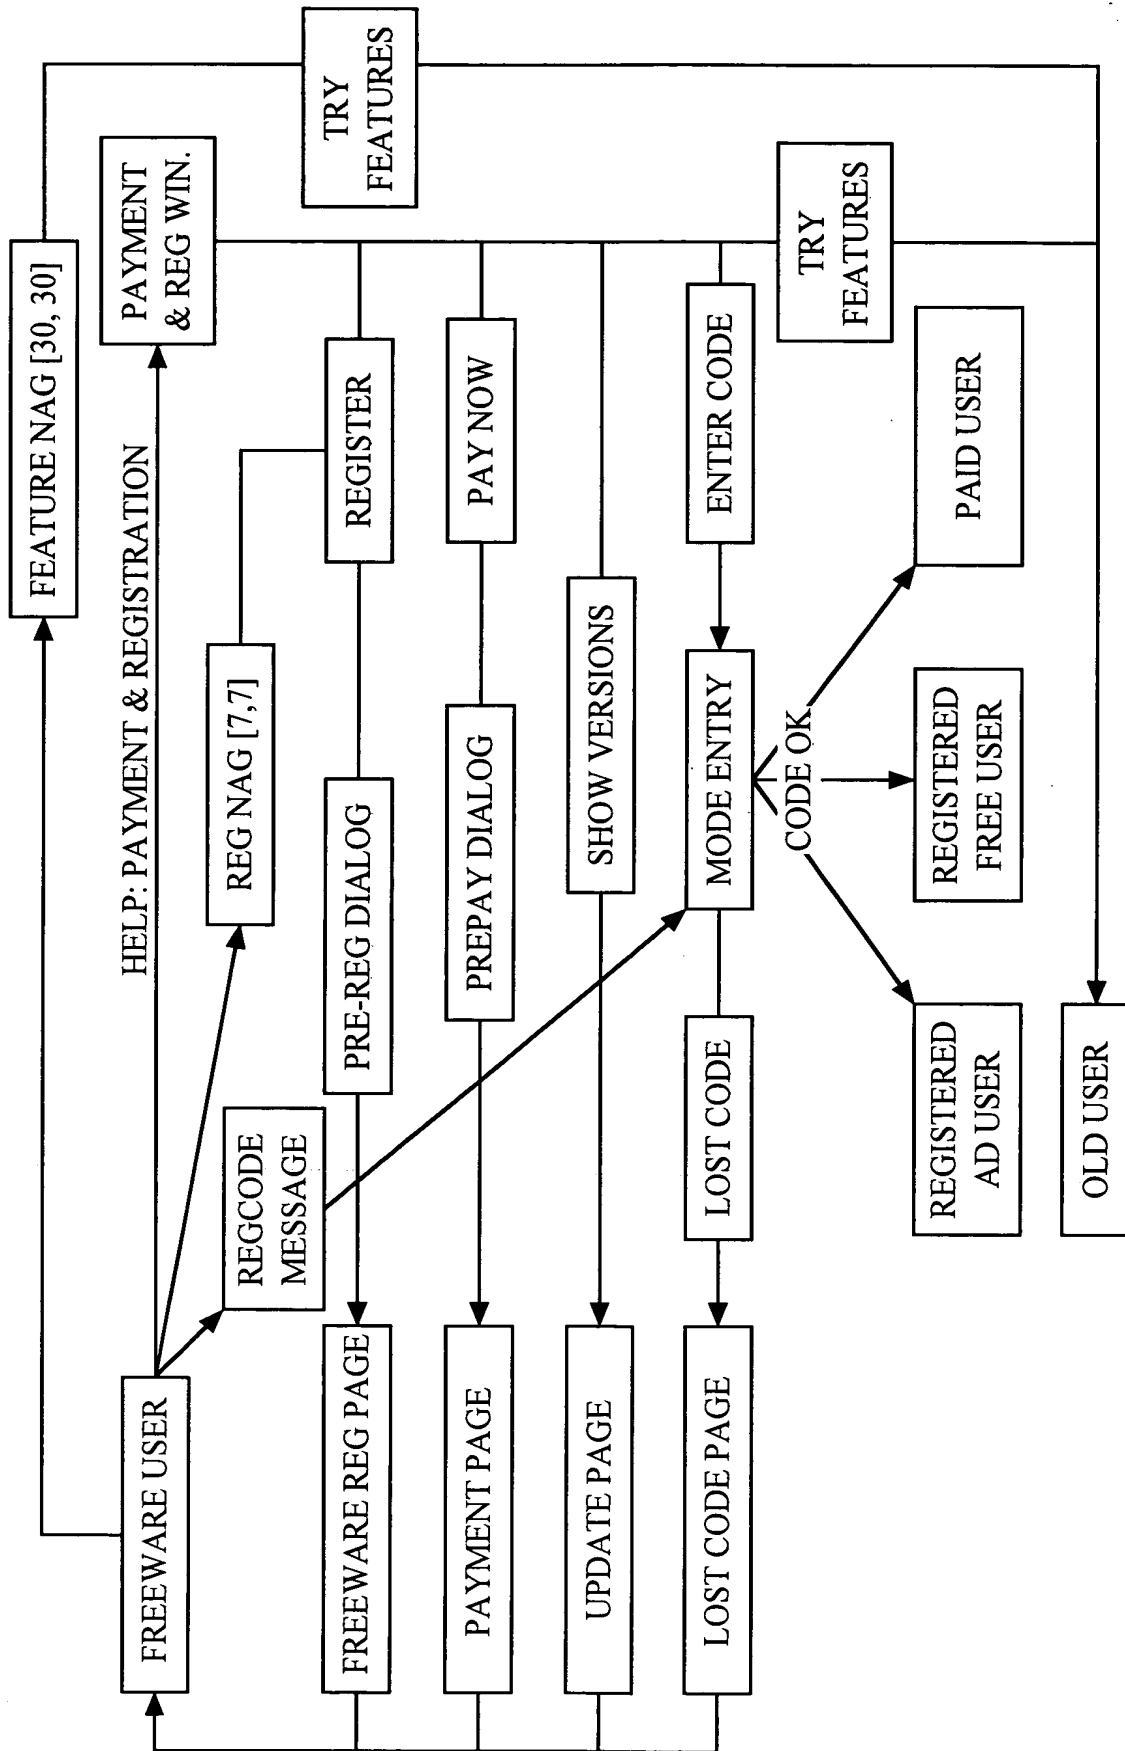 FEATURE NAG [30, 30]
TRY
FEATURES
FREEWARE USER
HELP: PAYMENT & REGISTRATION
PAYMENT
& REG WIN.
REG NAG [7,7]
REGCODE
MESSAGE
FREEWARE REG PAGE
PRE-REG DIALOG
REGISTER
PAYMENT PAGE
PREPAY DIALOG
PAY NOW
UPDATE PAGE
SHOW VERSIONS
LOST CODE PAGE
LOST CODE
MODE ENTRY
ENTER CODE
CODE OK
TRY
FEATURES
REGISTERED
AD USER
REGISTERED
FREE USER
PAID USER
OLD USER